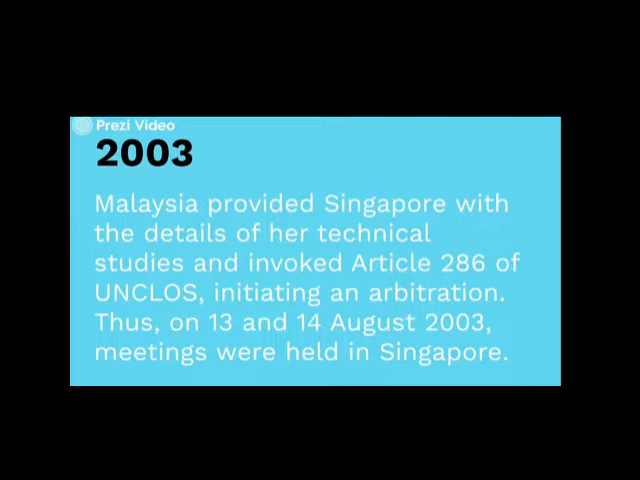 Prezi Video
2003
Malaysia provided Singapore with
the details of her technical
studies and invoked Article 286 of
UNCLOS, initiating an arbitration.
Thus, on 13 and 14 August 2003,
meetings were held in Singapore.